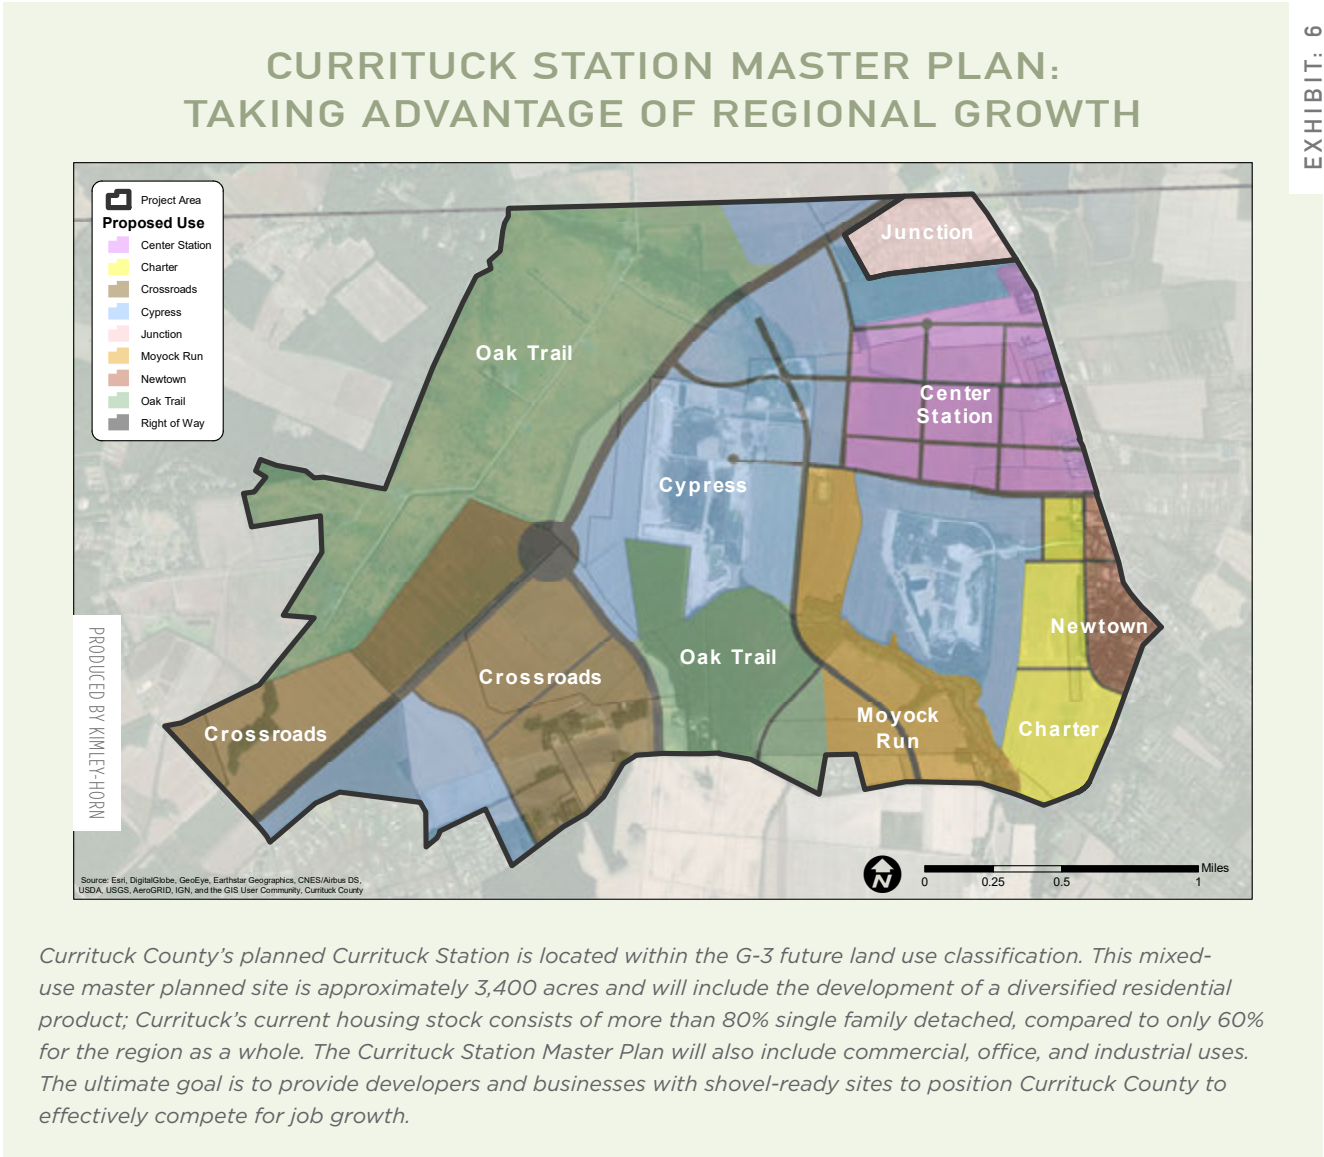 EXHIBIT: 6
CURRITUCK STATION MASTER PLAN:
TAKING ADVANTAGE OF REGIONAL GROWTH
Project Area
Proposed Use
Center Station
Charter
Crossroads
Cypress
Junction
Moyock Run
Newtown
Oak Trail
Right of Way
Junction
Oak Trail
Center
Station
Cypress
Newtown
Oak Trail
Crossroads
Moyock
Run
Charter
Crossroads
PRODUCED BY KIMLEY-HORN
Source: Esri, DigitalGlobe, GeoEye, Earthstar Geographics, CNES/Airbus DS,
USDA, USGS, AeroGRID, IGN, and the GIS User Community, Currituck County
N
Miles
0 0.25 0.5 1
Currituck County’s planned Currituck Station is located within the G-3 future land use classification. This mixed-
use master planned site is approximately 3,400 acres and will include the development of a diversified residential
product; Currituck’s current housing stock consists of more than 80% single family detached, compared to only 60%
for the region as a whole. The Currituck Station Master Plan will also include commercial, office, and industrial uses.
The ultimate goal is to provide developers and businesses with shovel-ready sites to position Currituck County to
effectively compete for job growth.